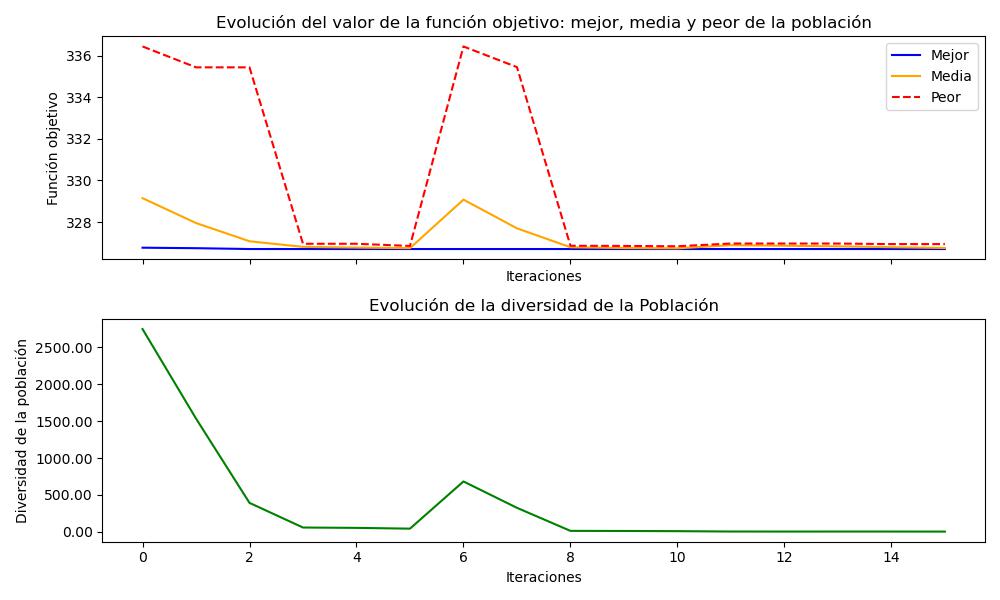 Evolución del valor de la función objetivo: mejor, media y peor de la población
Función objetivo
336
334
332
330
328
Mejor
Media
Peor
Iteraciones
Evolución de la diversidad de la Población
Diversidad de la población
2500.00
2000.00
1500.00
1000.00
500.00
0.00
0 2 4 6 8 10 12 14
Iteraciones